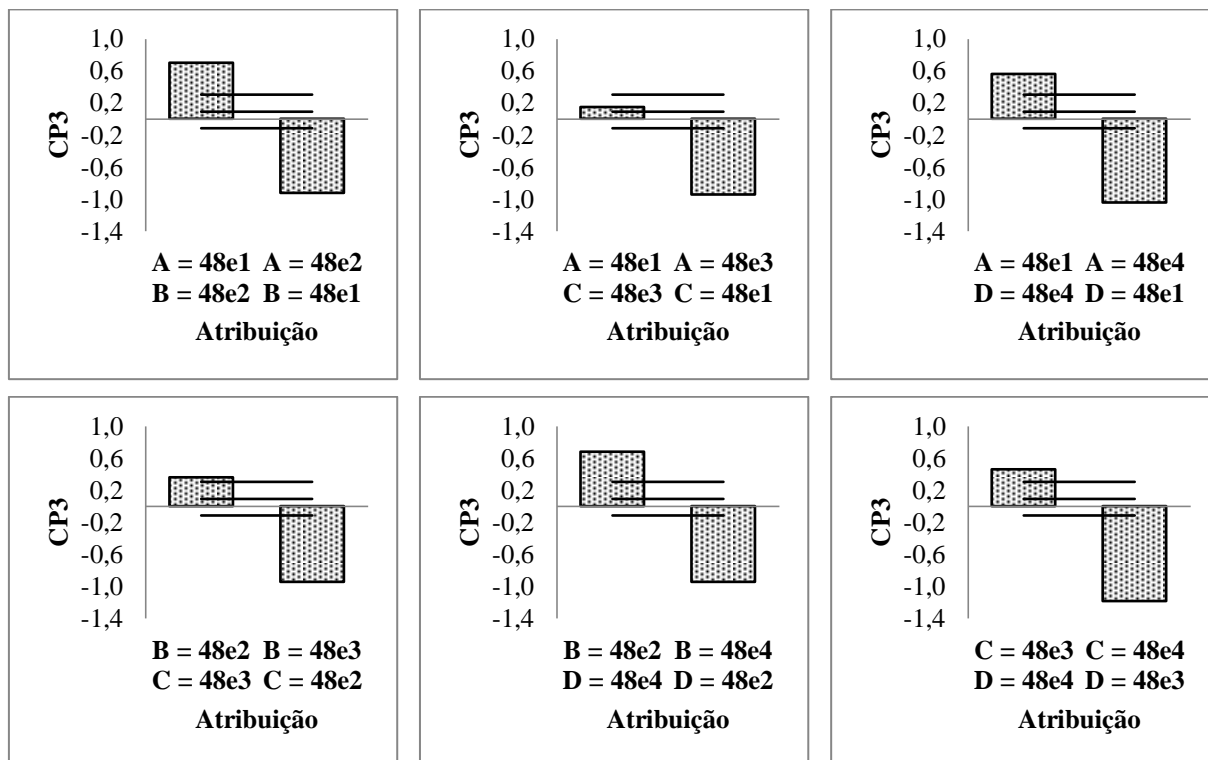 1,0
0,6
0,2
-0,2
-0,6
-1,0
-1,4
CP3
A = 48e1 A = 48e2
B = 48e2 B = 48e1
Atribuição
1,0
0,6
0,2
-0,2
-0,6
-1,0
-1,4
CP3
A = 48e1 A = 48e3
C = 48e3 C = 48e1
Atribuição
1,0
0,6
0,2
-0,2
-0,6
-1,0
-1,4
CP3
A = 48e1 A = 48e4
D = 48e4 D = 48e1
Atribuição
1,0
0,6
0,2
-0,2
-0,6
-1,0
-1,4
CP3
B = 48e2 B = 48e3
C = 48e3 C = 48e2
Atribuição
1,0
0,6
0,2
-0,2
-0,6
-1,0
-1,4
CP3
B = 48e2 B = 48e4
D = 48e4 D = 48e2
Atribuição
1,0
0,6
0,2
-0,2
-0,6
-1,0
-1,4
CP3
C = 48e3 C = 48e4
D = 48e4 D = 48e3
Atribuição